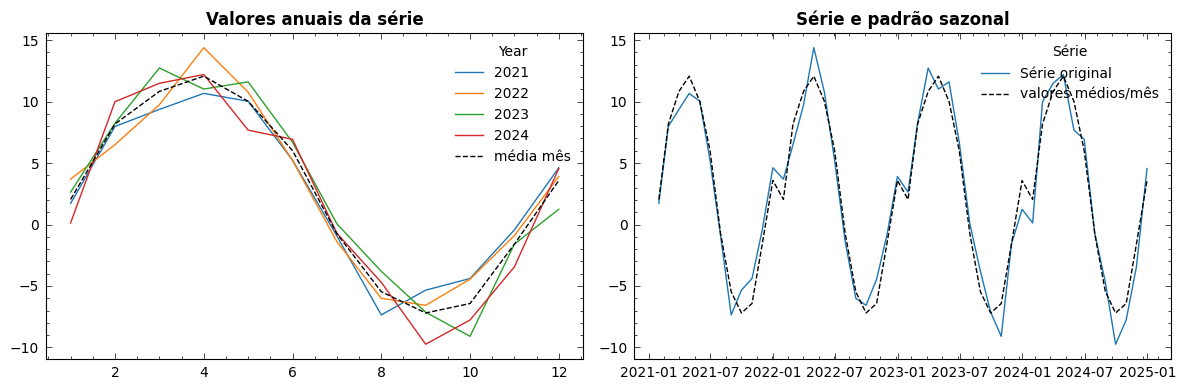 Valores anuais da série
Year
2021
2022
2023
2024
média mês
15
10
5
0
−5
−10
2 4 6 8 10 12
Série e padrão sazonal
Série
Série original
valores médios/mês
15
10
5
0
−5
−10
2021-01 2021-07 2022-01 2022-07 2023-01 2023-07 2024-01 2024-07 2025-01